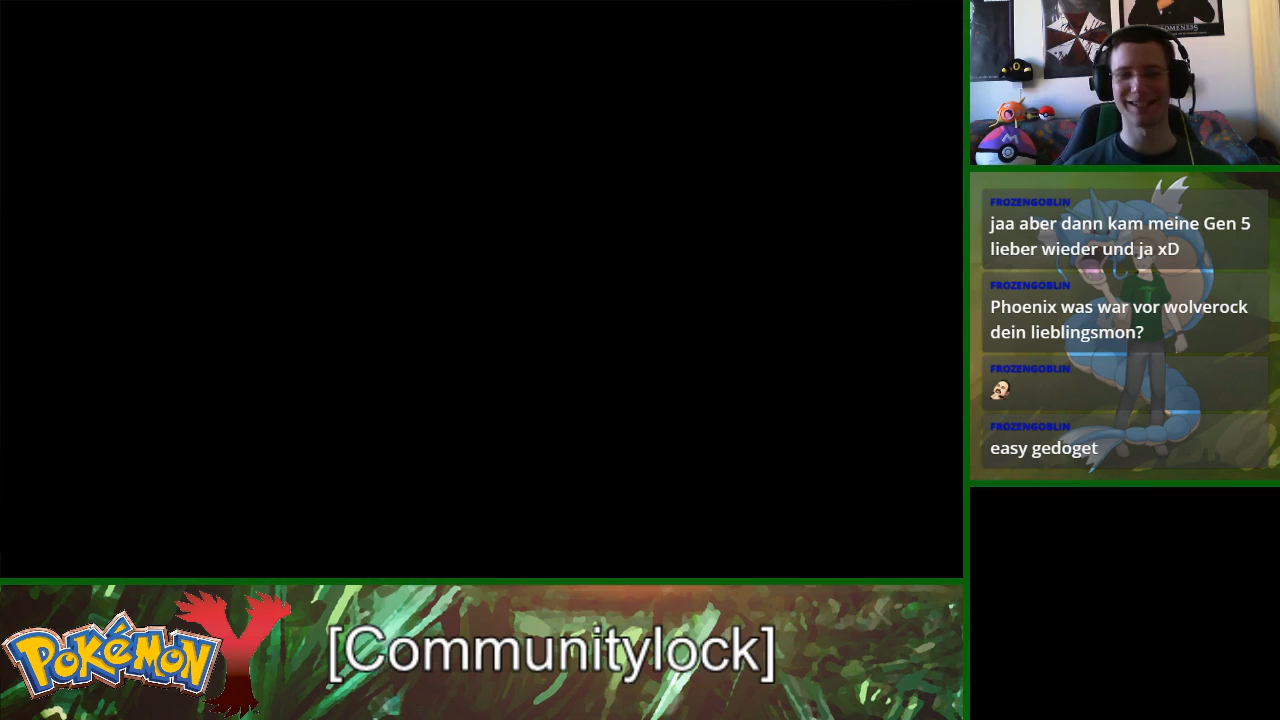 OMENEIS
FROZENGOBLIN
jaa aber dann kam meine Gen 5
lieber wieder und ja xD
FROZENGOBLIN
Phoenix was war vor wolverock
dein lieblingsmon?
FROZENGOBLIN
FROZENGOBLIN
easy gedoget
POKéMON Y
[Communitylock]